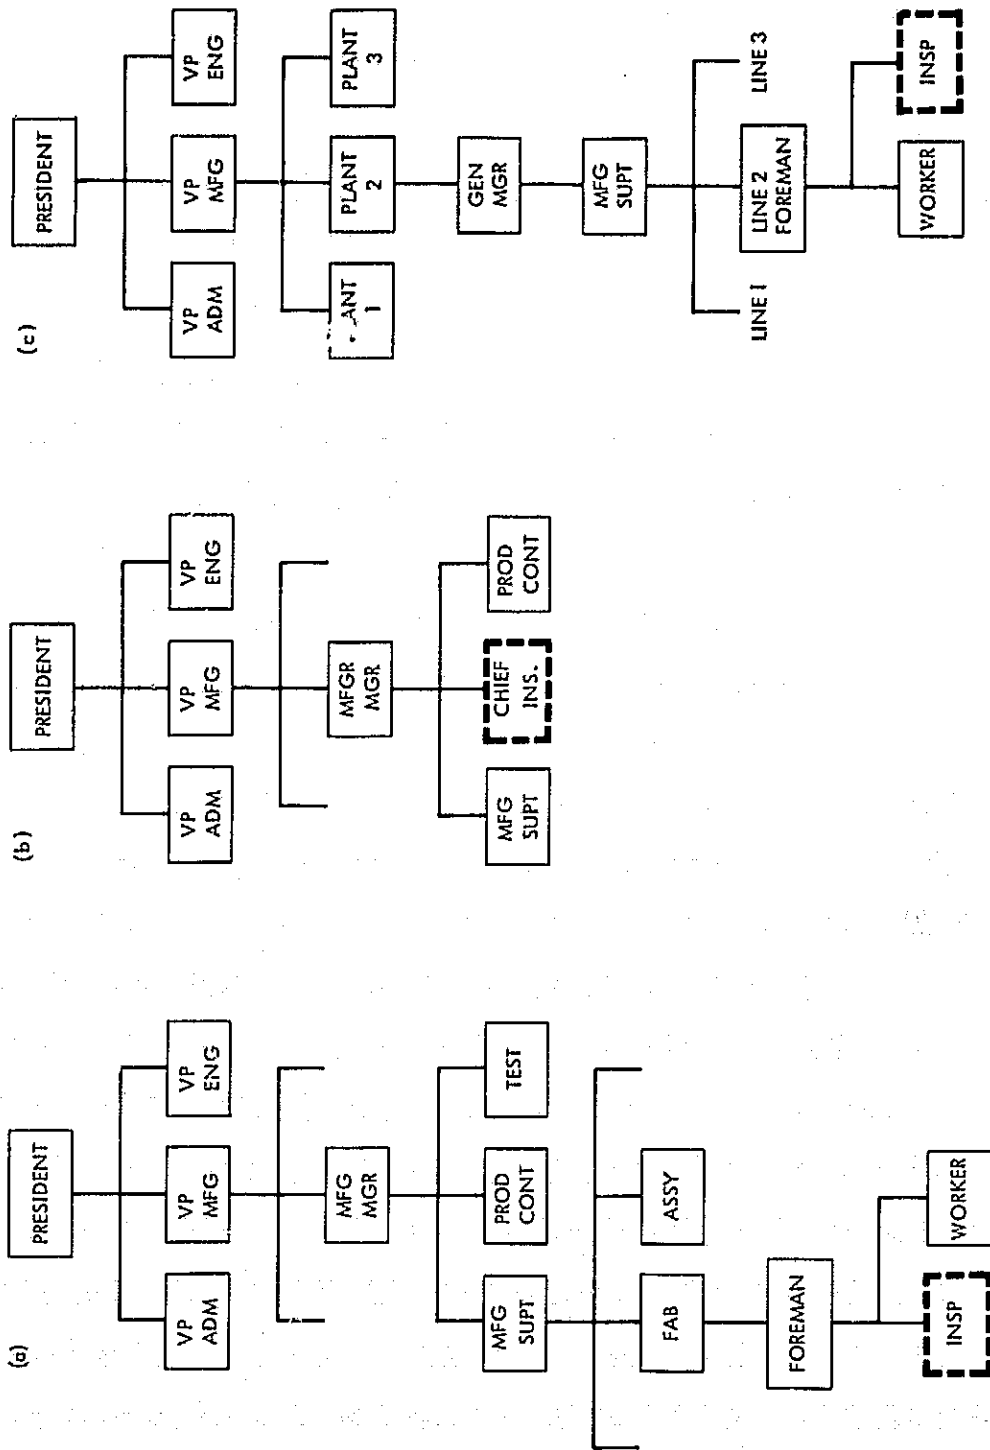 (a)
PRESIDENT
VP
ADM
VP
MFG
VP
ENG
MFG
MGR
MFG
SUPT
PROD
CONT
TEST
FAB
ASSY
FOREMAN
INSP
WORKER
(b)
PRESIDENT
VP
ADM
VP
MFG
VP
ENG
MFGR
MGR
MFG
SUPT
CHIEF
INS.
PROD
CONT
(c)
PRESIDENT
VP
ADM
VP
MFG
VP
ENG
1
PLANT
2
PLANT
3
GEN
MGR
MFG
SUPT
LINE 1
LINE 2
FOREMAN
LINE 3
WORKER
INSP